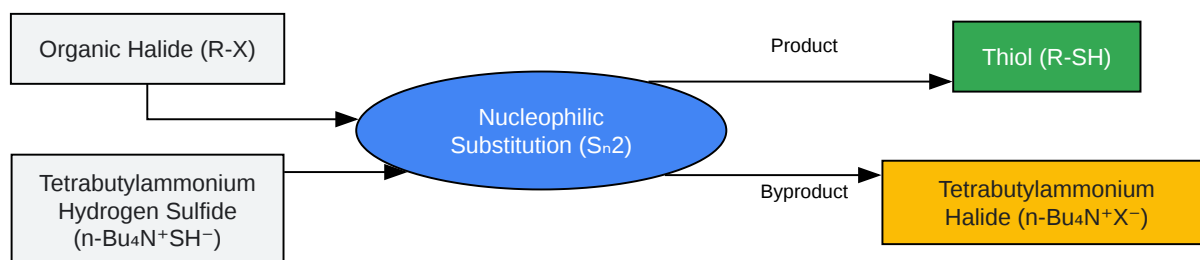 Organic Halide (R-X)
Tetrabutylammonium
Hydrogen Sulfide
(n-Bu₄N⁺SH⁻)
Nucleophilic
Substitution (Sₙ2)
Product
Thiol (R-SH)
Byproduct
Tetrabutylammonium
Halide (n-Bu₄N⁺X⁻)